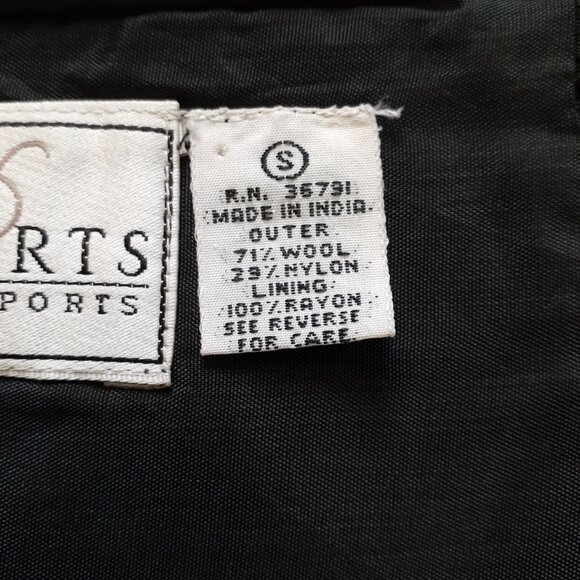 S
RTS
PORTS
S
R.N. 36791
MADE IN INDIA
OUTER
71% WOOL
29% NYLON
LINING
100% RAYON
SEE REVERSE
FOR CARE